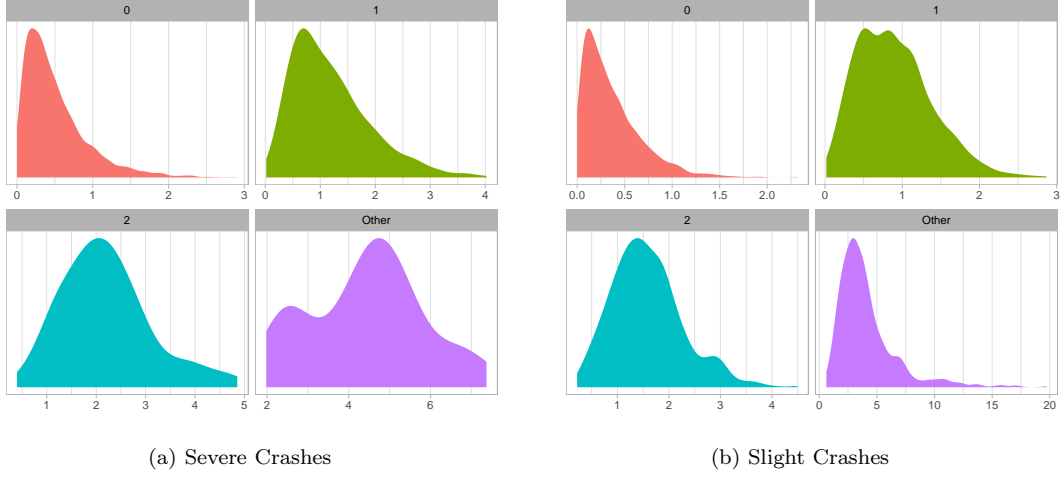 0 1
0 1 2 3 0 1 2 3 4
2 Other
1 2 3 4 5 2 4 6
(a) Severe Crashes
0 1
0.0 0.5 1.0 1.5 2.0 0 1 2 3
2 Other
1 2 3 4 0 5 10 15 20
(b) Slight Crashes